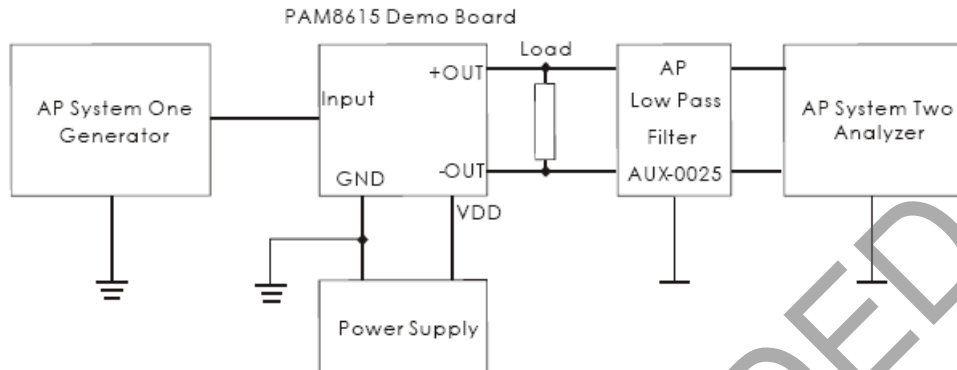 PAM8615 Demo Board
AP System One
Generator
Input
+OUT
-OUT
GND
VDD
Load
AP
Low Pass
Filter
AUX-0025
AP System Two
Analyzer
Power Supply
DED